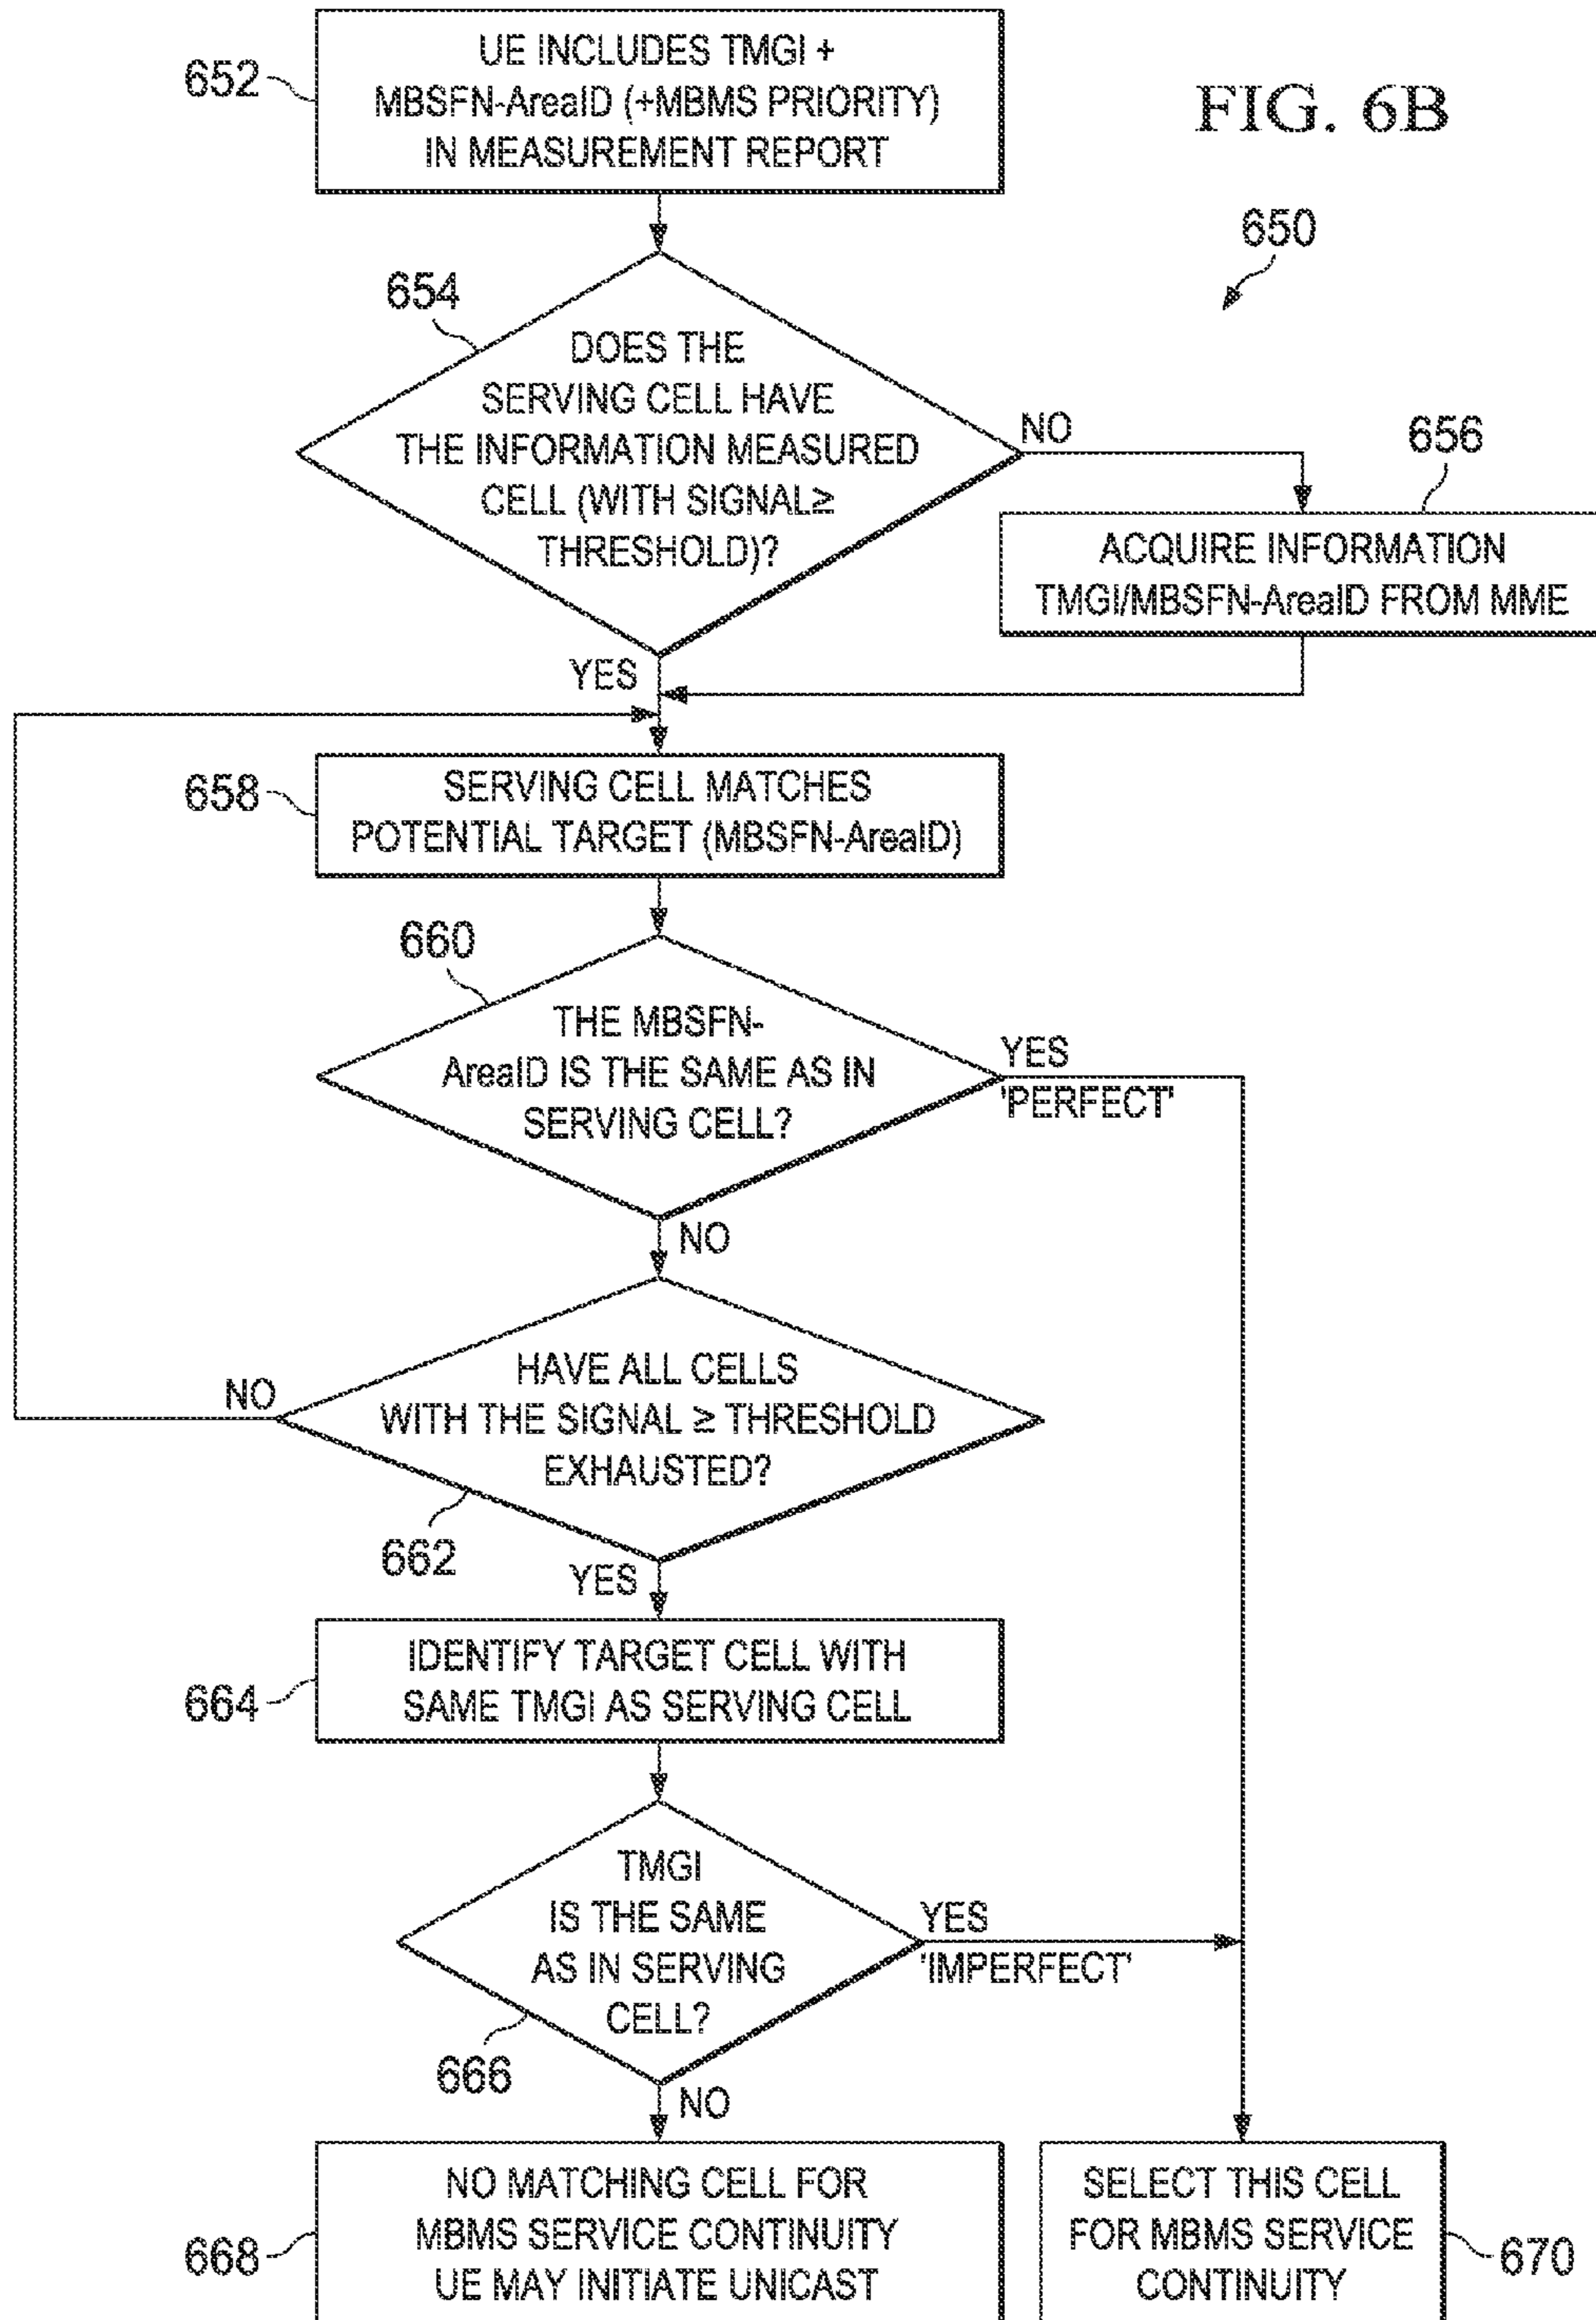 UE INCLUDES TMGI +
MBSFN-AreaID (+MBMS PRIORITY)
IN MEASUREMENT REPORT
652
FIG. 6B
650
654
DOES THE
SERVING CELL HAVE
THE INFORMATION MEASURED
CELL (WITH SIGNAL≥
THRESHOLD)?
NO
656
ACQUIRE INFORMATION
TMGI/MBSFN-AreaID FROM MME
YES
658
SERVING CELL MATCHES
POTENTIAL TARGET (MBSFN-AreaID)
660
THE MBSFN-
AreaID IS THE SAME AS IN
SERVING CELL?
YES
'PERFECT'
NO
HAVE ALL CELLS
WITH THE SIGNAL ≥ THRESHOLD
EXHAUSTED?
NO
662
YES
664
IDENTIFY TARGET CELL WITH
SAME TMGI AS SERVING CELL
TMGI
IS THE SAME
AS IN SERVING
CELL?
YES
'IMPERFECT'
666
NO
668
NO MATCHING CELL FOR
MBMS SERVICE CONTINUITY
UE MAY INITIATE UNICAST
SELECT THIS CELL
FOR MBMS SERVICE
CONTINUITY
670